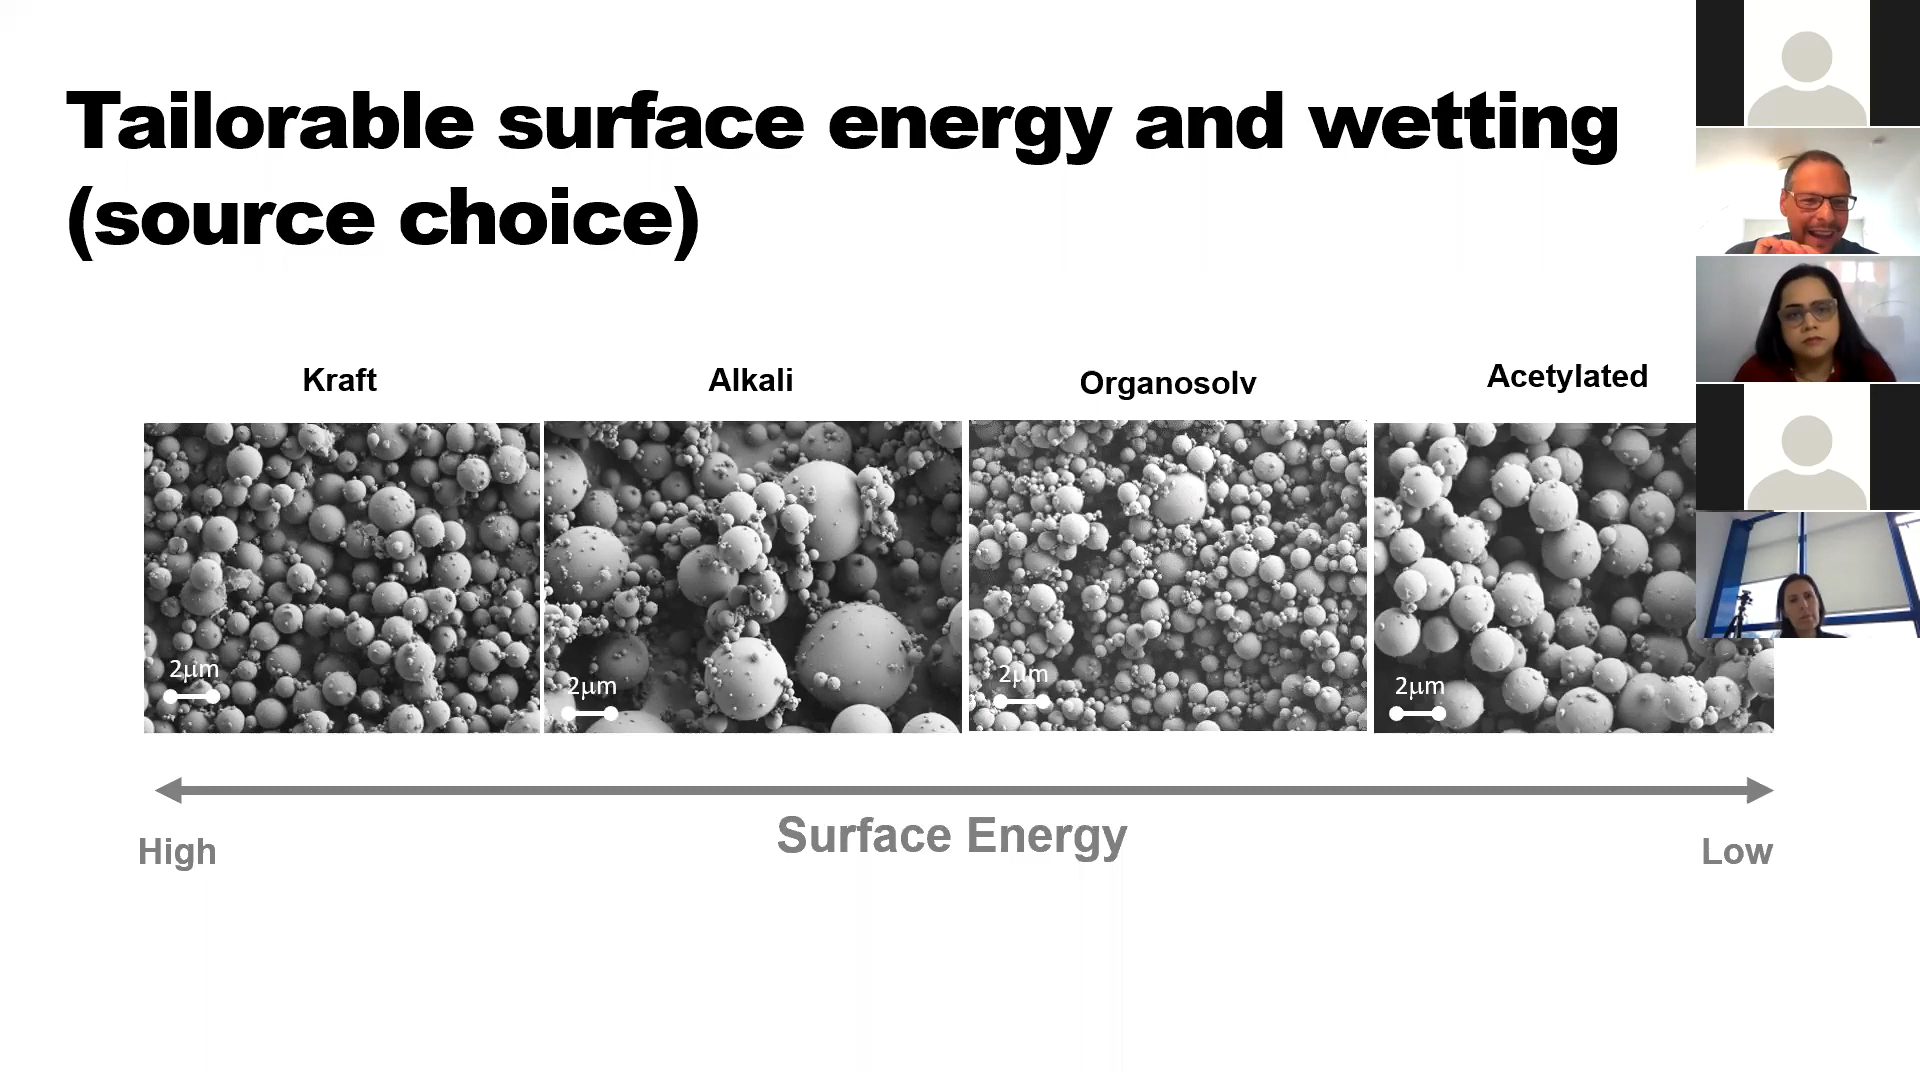 Tailorable surface energy and wetting
(source choice)
Kraft
Alkali
Organosolv
Acetylated
2μm
2μm
2μm
2μm
Surface Energy
High
Low